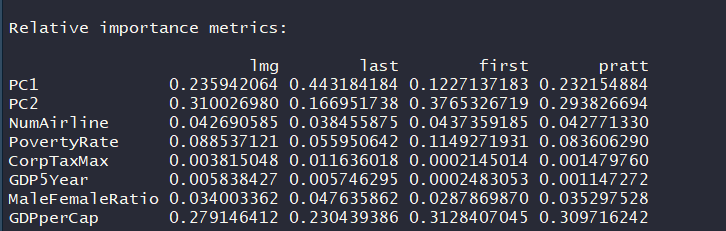 Relative importance metrics:
lmg last first pratt
PC1 0.235942064 0.443184184 0.1227137183 0.232154884
PC2 0.310026980 0.166951738 0.3765326719 0.293826694
NumAirline 0.042690585 0.038455875 0.0437359185 0.042771330
PovertyRate 0.088537121 0.055950642 0.1149271931 0.083606290
CorpTaxMax 0.003815048 0.011636018 0.0002145014 0.001479760
GDP5Year 0.005838427 0.005746295 0.0002483053 0.001147272
MaleFemaleRatio 0.034003362 0.047635862 0.0287869870 0.035297528
GDPperCap 0.279146412 0.230439386 0.3128407045 0.309716242